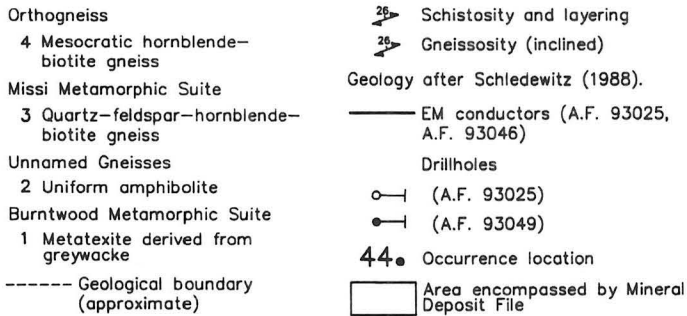 Orthogneiss
4 Mesocratic hornblende-
biotite gneiss
Missi Metamorphic Suite
3 Quartz-feldspar-hornblende-
biotite gneiss
Unnamed Gneisses
2 Uniform amphibolite
Burntwood Metamorphic Suite
1 Metatexite derived from
greywacke
Geological boundary
(approximate)
26 Schistosity and layering
26 Gneissosity (inclined)
Geology after Schledewitz (1988).
EM conductors (A.F. 93025,
A.F. 93046)
Drillholes
(A.F. 93025)
(A.F. 93049)
44. Occurrence location
Area encompassed by Mineral
Deposit File